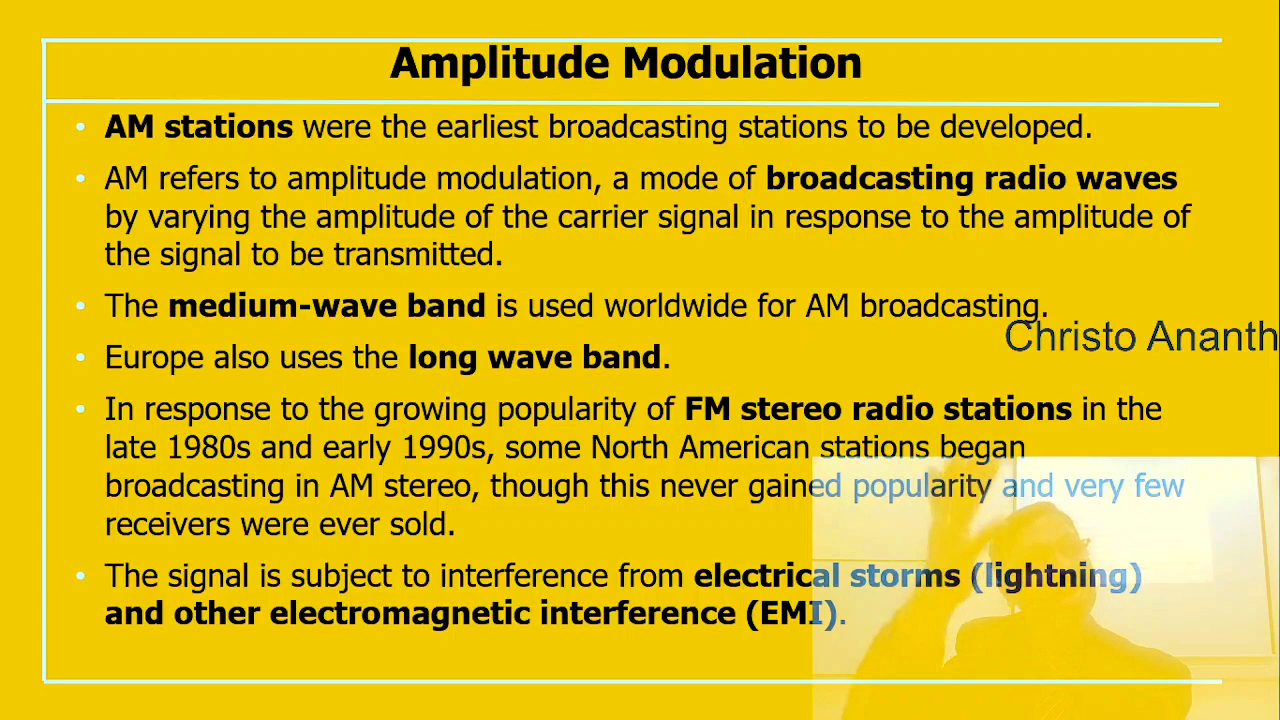 Amplitude Modulation
• AM stations were the earliest broadcasting stations to be developed.
• AM refers to amplitude modulation, a mode of broadcasting radio waves
by varying the amplitude of the carrier signal in response to the amplitude of
the signal to be transmitted.
• The medium-wave band is used worldwide for AM broadcasting.
Christo Ananth
• Europe also uses the long wave band.
• In response to the growing popularity of FM stereo radio stations in the
late 1980s and early 1990s, some North American stations began
broadcasting in AM stereo, though this never gained popularity and very few
receivers were ever sold.
• The signal is subject to interference from electrical storms (lightning)
and other electromagnetic interference (EMI).